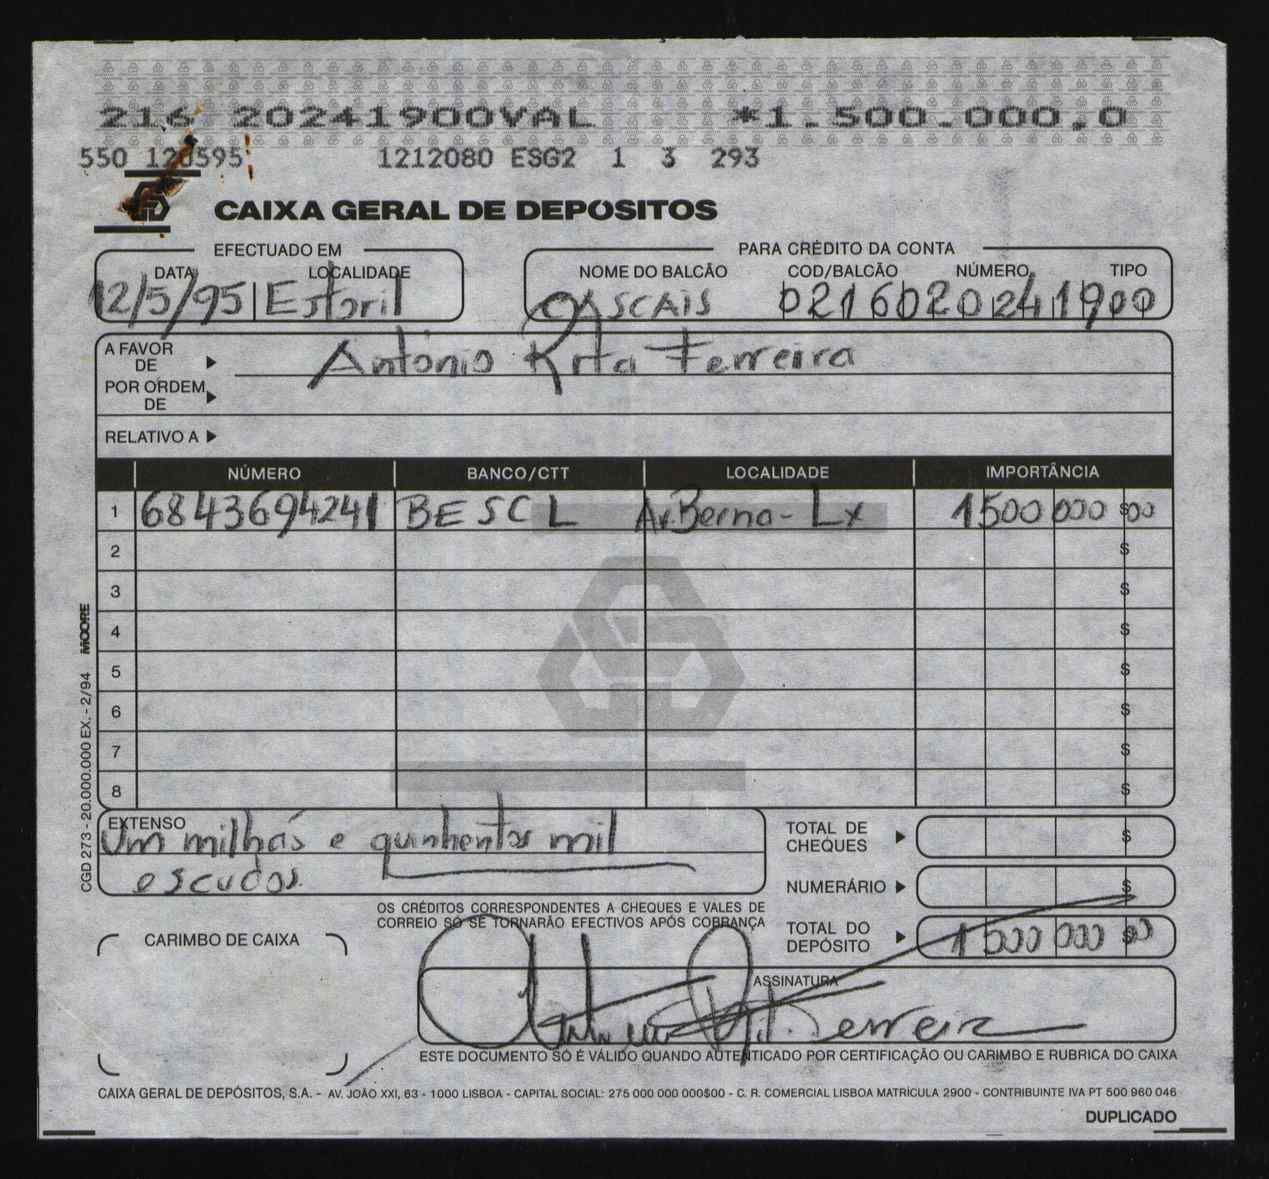 216 20241900VAL *1.500.000,0
550 120595 1212080 ESG2 1 3 293
CAIXA GERAL DE DEPÓSITOS
EFECTUADO EM PARA CRÉDITO DA CONTA
DATA LOCALIDADE NOME DO BALCÃO COD/BALCÃO NÚMERO TIPO
12/5/95 Estoril CASCAIS 0216 020241900
A FAVOR DE António Rita Ferreira
POR ORDEM DE
RELATIVO A
NÚMERO BANCO/CTT LOCALIDADE IMPORTÂNCIA
1 6843694241 BESCL Av. Berna - Lx 1500 000 $00
2 $
3 $
4 $
5 $
6 $
7 $
8 $
CGD 273 - 20.000.000 EX. - 2/94 MOORE
EXTENSO
Um milhão e quinhentos mil
escudos
TOTAL DE CHEQUES $
NUMERÁRIO $
OS CRÉDITOS CORRESPONDENTES A CHEQUES E VALES DE
CORREIO SÓ SE TORNARÃO EFECTIVOS APÓS COBRANÇA
TOTAL DO DEPÓSITO 1500 000 $00
CARIMBO DE CAIXA
ASSINATURA
Ferreira
ESTE DOCUMENTO SÓ É VÁLIDO QUANDO AUTENTICADO POR CERTIFICAÇÃO OU CARIMBO E RUBRICA DO CAIXA
CAIXA GERAL DE DEPÓSITOS, S.A. - AV. JOÃO XXI, 63 - 1000 LISBOA - CAPITAL SOCIAL: 275 000 000 000$00 - C. R. COMERCIAL LISBOA MATRÍCULA 2900 - CONTRIBUINTE IVA PT 500 960 046
DUPLICADO